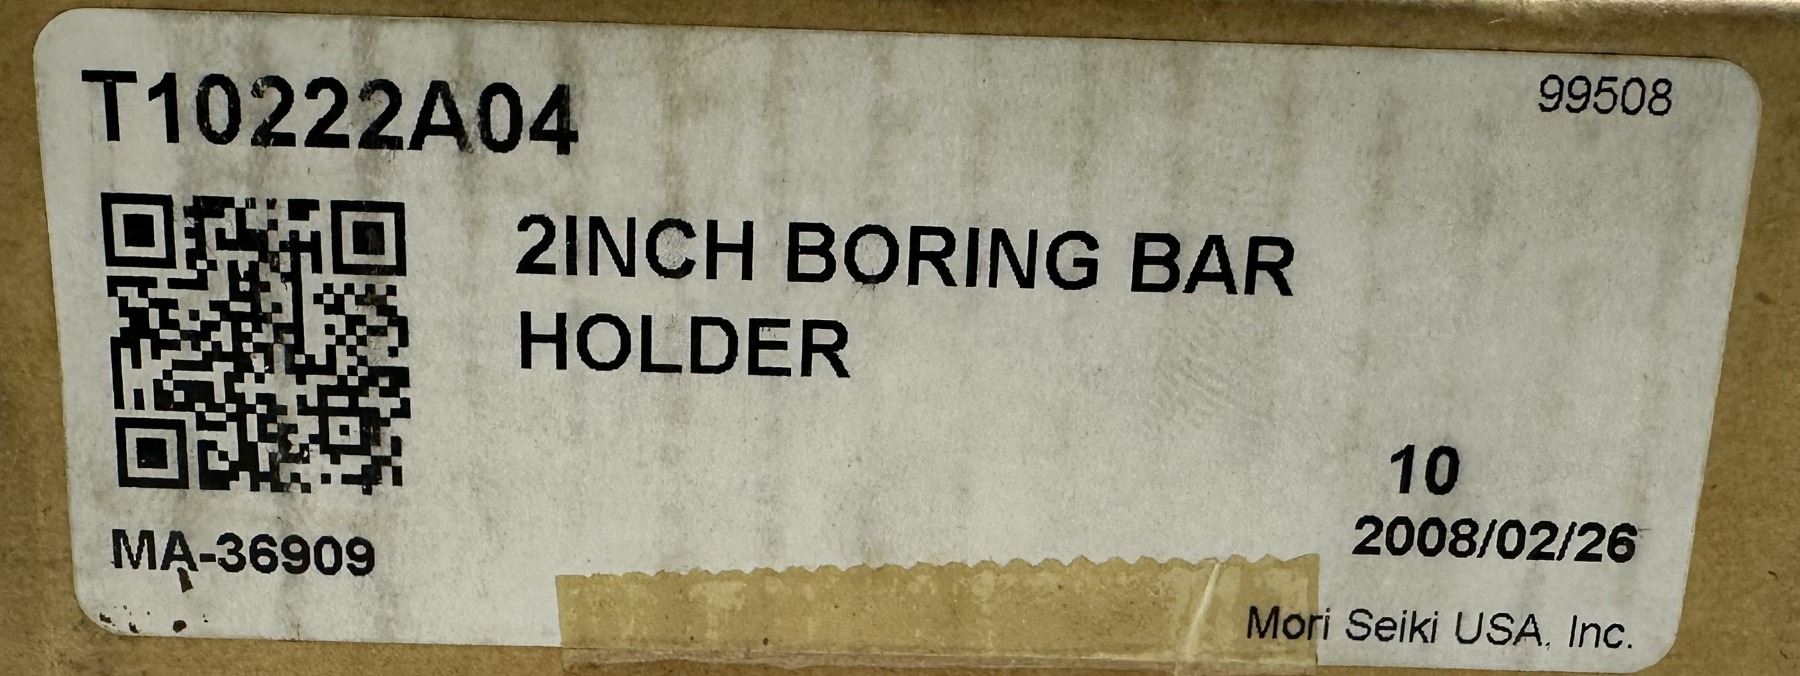 T10222A04
99508
2INCH BORING BAR
HOLDER
10
2008/02/26
MA-36909
Mori Seiki USA, Inc.